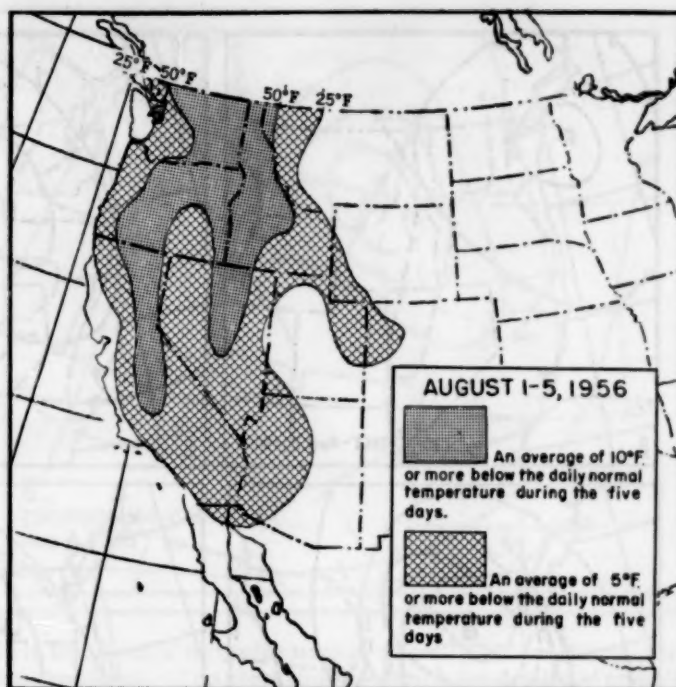 25°F 50°F 50°F 25°F
AUGUST 1-5, 1956
An average of 10°F.
or more below the daily normal
temperature during the five
days.
An average of 5°F.
or more below the daily normal
temperature during the five
days